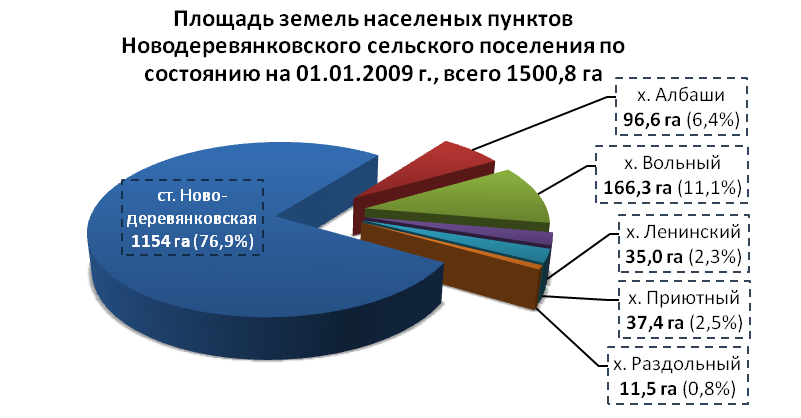 Площадь земель населеных пунктов
Новодеревянковского сельского поселения по
состоянию на 01.01.2009 г., всего 1500,8 га
х. Албаши
96,6 га (6,4%)
х. Вольный
166,3 га (11,1%)
ст. Ново-
деревянковская
1154 га (76,9%)
х. Ленинский
35,0 га (2,3%)
х. Приютный
37,4 га (2,5%)
х. Раздольный
11,5 га (0,8%)